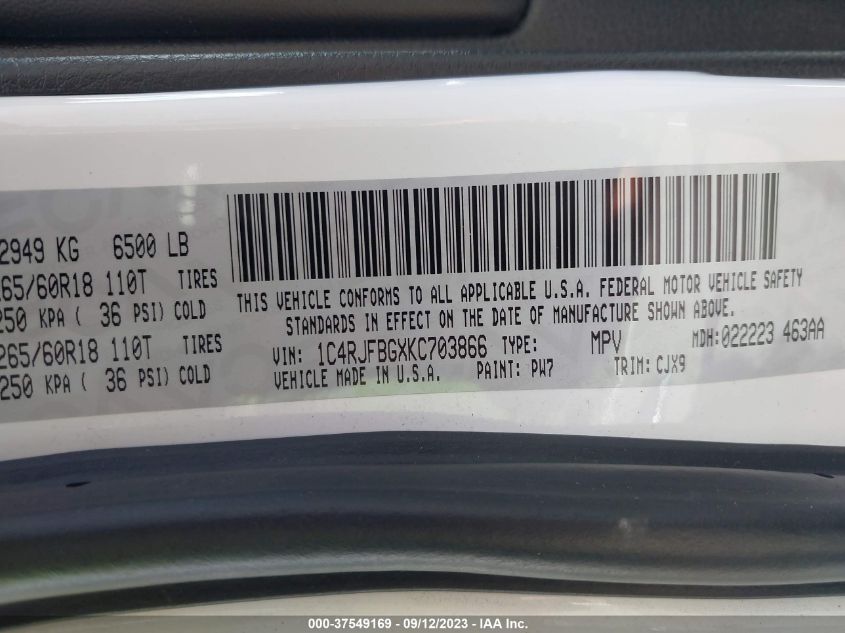 2949 KG 6500 LB
265/60R18 110T TIRES
250 KPA ( 36 PSI) COLD
265/60R18 110T TIRES
250 KPA ( 36 PSI) COLD
THIS VEHICLE CONFORMS TO ALL APPLICABLE U.S.A. FEDERAL MOTOR VEHICLE SAFETY
STANDARDS IN EFFECT ON THE DATE OF MANUFACTURE SHOWN ABOVE.
VIN: 1C4RJFBGXKC703866 TYPE: MPV MDH:022223 463AA
VEHICLE MADE IN U.S.A. PAINT: PW7 TRIM: CJX9
000-37549169 - 09/12/2023 - IAA Inc.